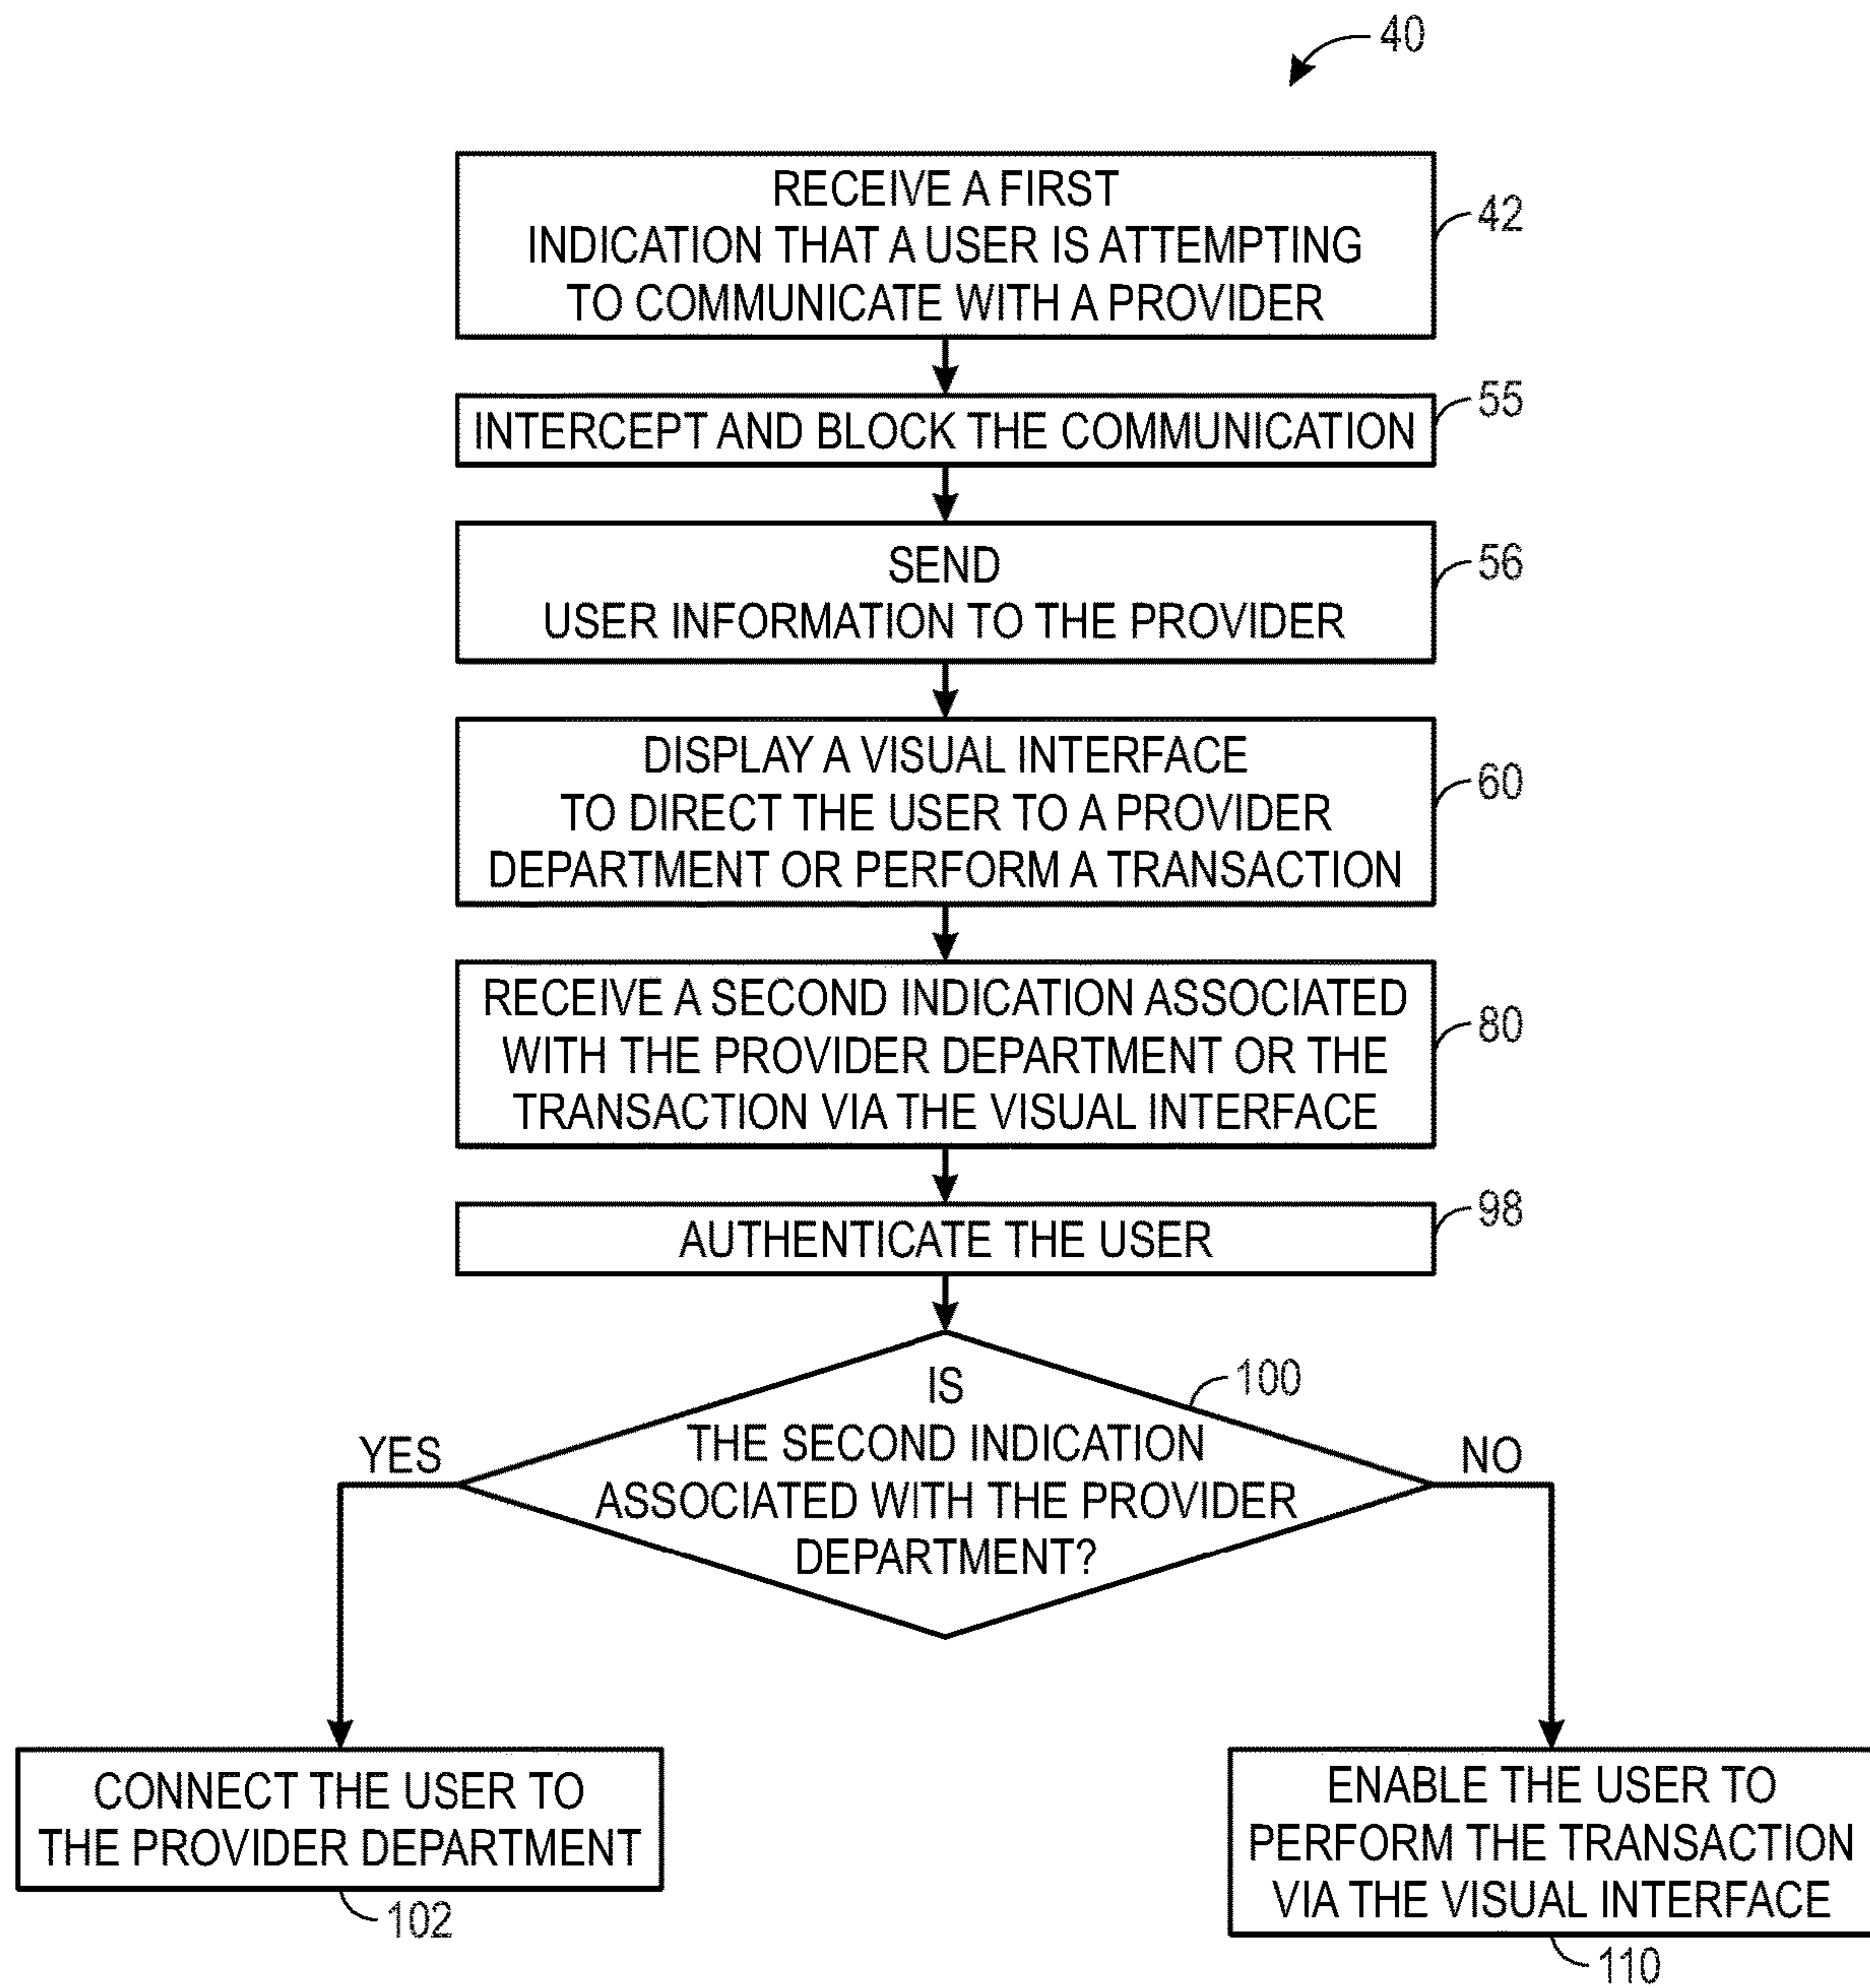 40
RECEIVE A FIRST
INDICATION THAT A USER IS ATTEMPTING
TO COMMUNICATE WITH A PROVIDER
42
INTERCEPT AND BLOCK THE COMMUNICATION
55
SEND
USER INFORMATION TO THE PROVIDER
56
DISPLAY A VISUAL INTERFACE
TO DIRECT THE USER TO A PROVIDER
DEPARTMENT OR PERFORM A TRANSACTION
60
RECEIVE A SECOND INDICATION ASSOCIATED
WITH THE PROVIDER DEPARTMENT OR THE
TRANSACTION VIA THE VISUAL INTERFACE
80
AUTHENTICATE THE USER
98
IS
THE SECOND INDICATION
ASSOCIATED WITH THE PROVIDER
DEPARTMENT?
100
YES
NO
CONNECT THE USER TO
THE PROVIDER DEPARTMENT
102
ENABLE THE USER TO
PERFORM THE TRANSACTION
VIA THE VISUAL INTERFACE
110